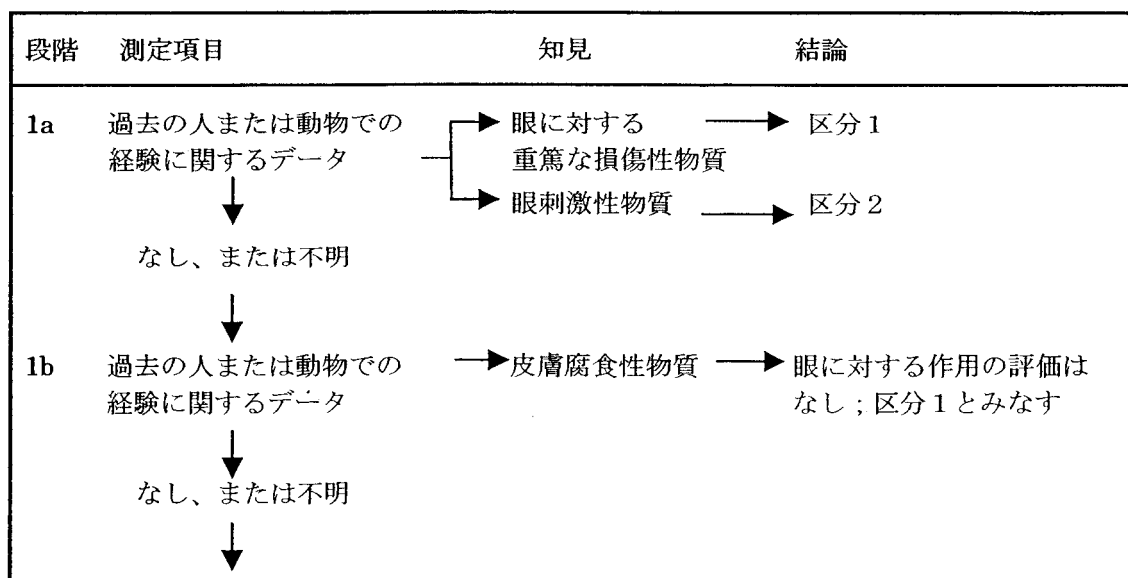 段階 測定項目 知見 結論
1a 過去の人または動物での 眼に対する 区分1
経験に関するデータ 重篤な損傷性物質
眼刺激性物質 区分2
なし、または不明
1b 過去の人または動物での 皮膚腐食性物質 眼に対する作用の評価は
経験に関するデータ なし；区分1とみなす
なし、または不明